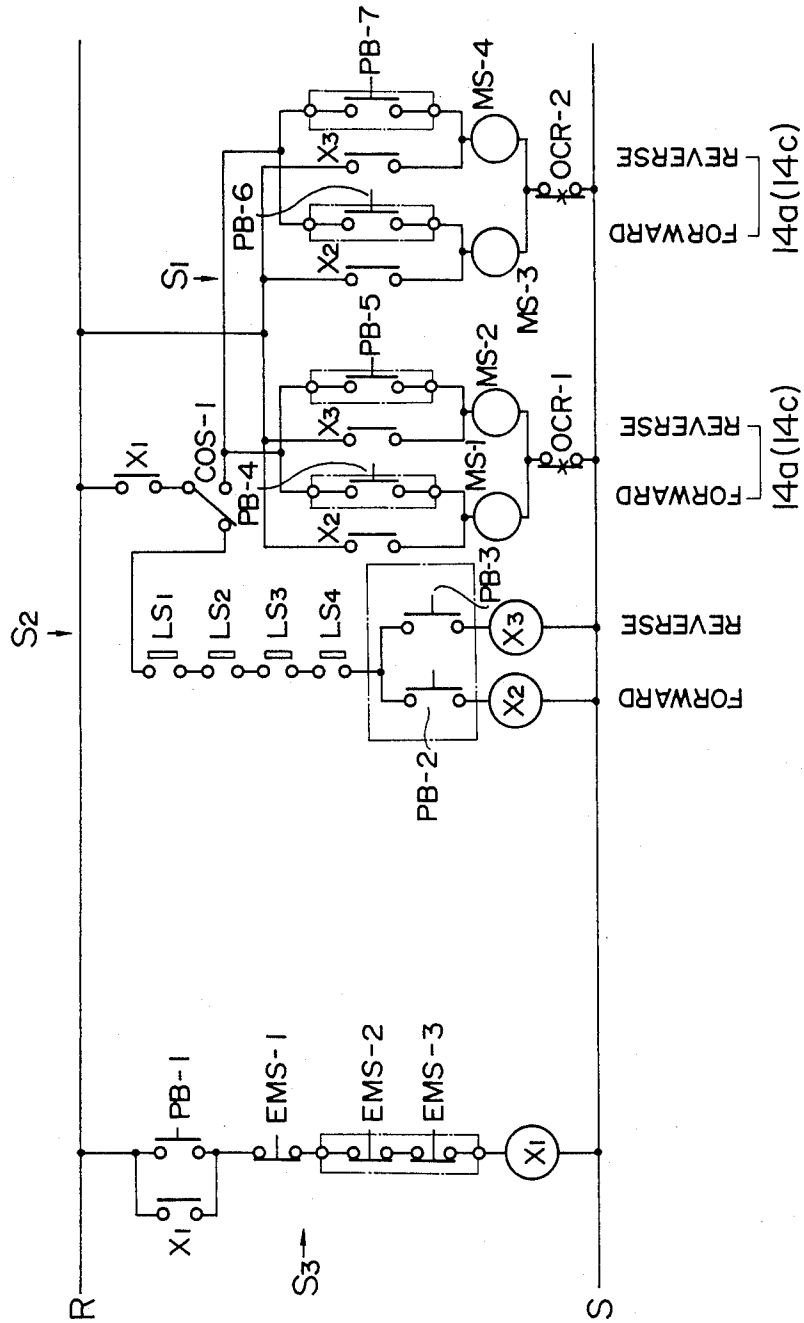 R
S2
S1
X1
COS-1
PB-7
X3
PB-6
X2
MS-4
MS-3
PB-5
X3
PB-4
X2
MS-2
MS-1
OCR-2
OCR-1
LS1
LS2
LS3
LS4
PB-3
PB-2
X3
X2
PB-1
X1
EMS-1
EMS-2
EMS-3
S3
X1
S
FORWARD
REVERSE
FORWARD
REVERSE
14a(14c)
FORWARD
REVERSE
14a(14c)